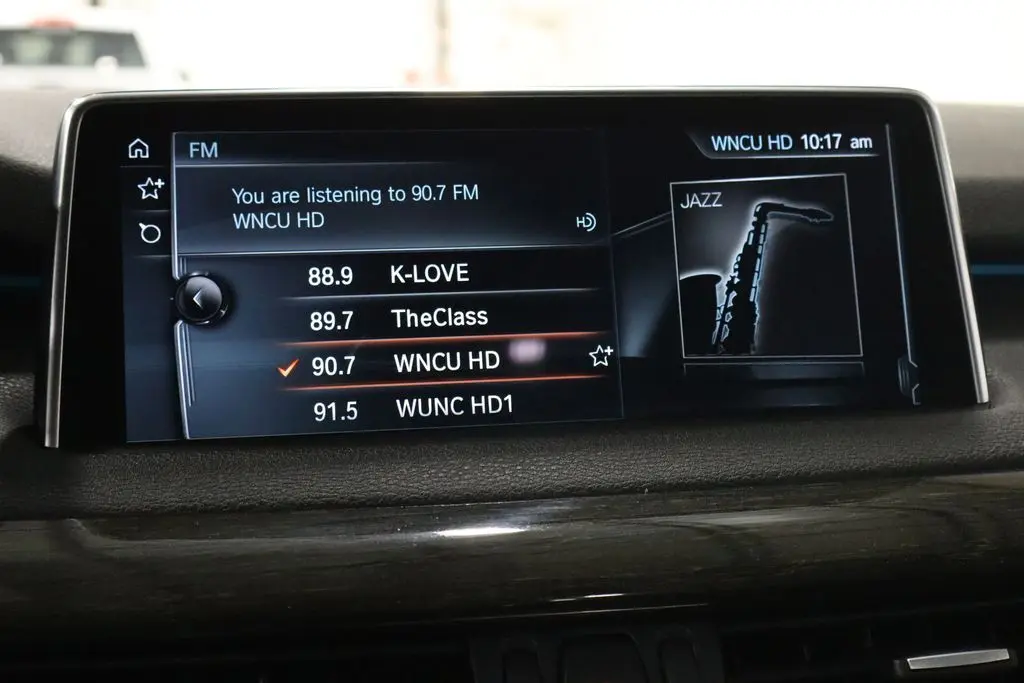 FM
WNCU HD 10:17 am
You are listening to 90.7 FM
WNCU HD
HD
JAZZ
88.9 K-LOVE
89.7 TheClass
90.7 WNCU HD
91.5 WUNC HD1